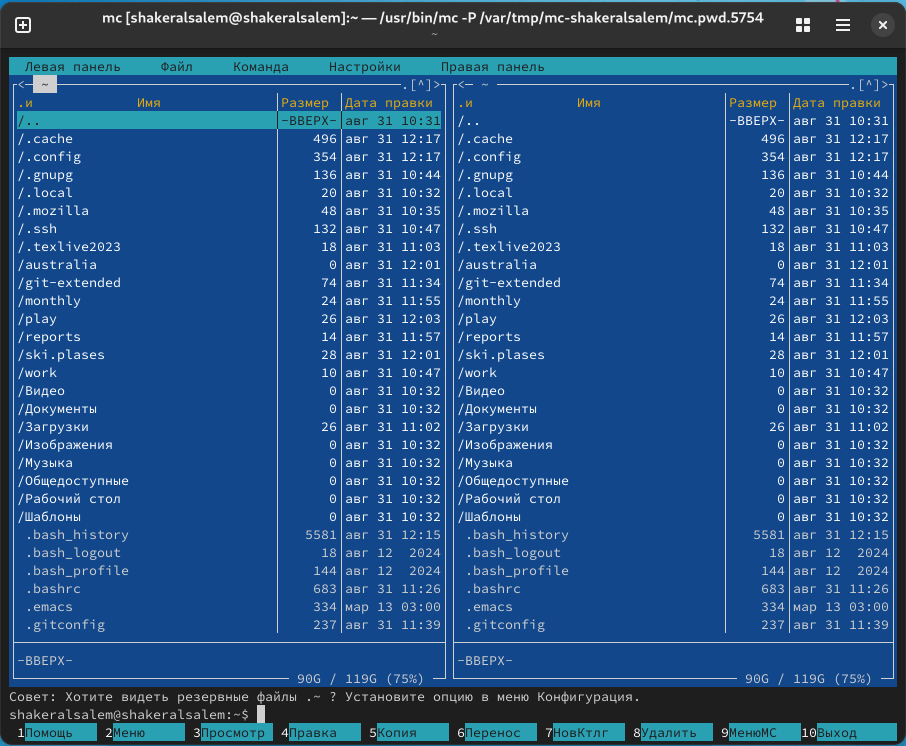 mc [shakeralsalem@shakeralsalem]:~ — /usr/bin/mc -P /var/tmp/mc-shakeralsalem/mc.pwd.5754
~
Левая панель Файл Команда Настройки Правая панель
<- ~ .[^]> <- ~ .[^]>
.и Имя Размер Дата правки .и Имя Размер Дата правки
/.. -ВВЕРХ- авг 31 10:31 /.. -ВВЕРХ- авг 31 10:31
/.cache 496 авг 31 12:17 /.cache 496 авг 31 12:17
/.config 354 авг 31 12:17 /.config 354 авг 31 12:17
/.gnupg 136 авг 31 10:44 /.gnupg 136 авг 31 10:44
/.local 20 авг 31 10:32 /.local 20 авг 31 10:32
/.mozilla 48 авг 31 10:35 /.mozilla 48 авг 31 10:35
/.ssh 132 авг 31 10:47 /.ssh 132 авг 31 10:47
/.texlive2023 18 авг 31 11:03 /.texlive2023 18 авг 31 11:03
/australia 0 авг 31 12:01 /australia 0 авг 31 12:01
/git-extended 74 авг 31 11:34 /git-extended 74 авг 31 11:34
/monthly 24 авг 31 11:55 /monthly 24 авг 31 11:55
/play 26 авг 31 12:03 /play 26 авг 31 12:03
/reports 14 авг 31 11:57 /reports 14 авг 31 11:57
/ski.plases 28 авг 31 12:01 /ski.plases 28 авг 31 12:01
/work 10 авг 31 10:47 /work 10 авг 31 10:47
/Видео 0 авг 31 10:32 /Видео 0 авг 31 10:32
/Документы 0 авг 31 10:32 /Документы 0 авг 31 10:32
/Загрузки 26 авг 31 11:02 /Загрузки 26 авг 31 11:02
/Изображения 0 авг 31 10:32 /Изображения 0 авг 31 10:32
/Музыка 0 авг 31 10:32 /Музыка 0 авг 31 10:32
/Общедоступные 0 авг 31 10:32 /Общедоступные 0 авг 31 10:32
/Рабочий стол 0 авг 31 10:32 /Рабочий стол 0 авг 31 10:32
/Шаблоны 0 авг 31 10:32 /Шаблоны 0 авг 31 10:32
.bash_history 5581 авг 31 12:15 .bash_history 5581 авг 31 12:15
.bash_logout 18 авг 12 2024 .bash_logout 18 авг 12 2024
.bash_profile 144 авг 12 2024 .bash_profile 144 авг 12 2024
.bashrc 683 авг 31 11:26 .bashrc 683 авг 31 11:26
.emacs 334 мар 13 03:00 .emacs 334 мар 13 03:00
.gitconfig 237 авг 31 11:39 .gitconfig 237 авг 31 11:39
-ВВЕРХ- -ВВЕРХ-
90G / 119G (75%) 90G / 119G (75%)
Совет: Хотите видеть резервные файлы .~ ? Установите опцию в меню Конфигурация.
shakeralsalem@shakeralsalem:~$
1Помощь 2Меню 3Просмотр 4Правка 5Копия 6Перенос 7НовКтлг 8Удалить 9МенюМС 10Выход